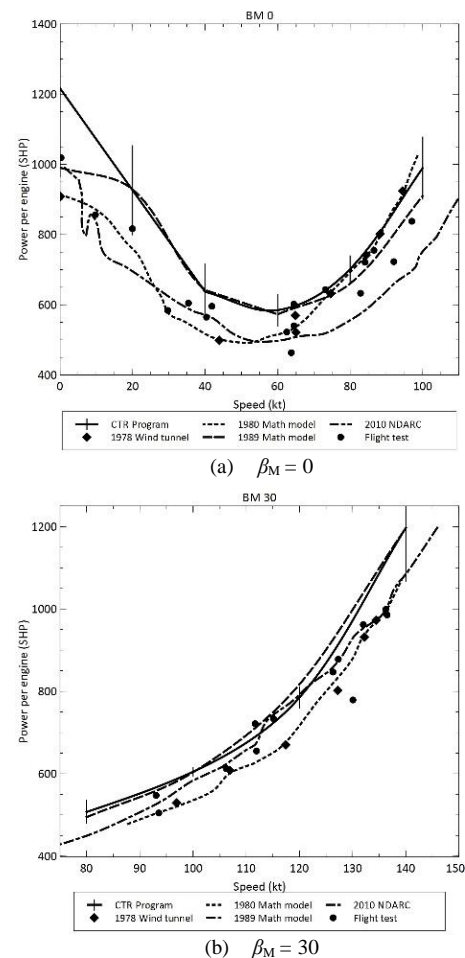 BM 0
1400
1200
1000
800
600
400
Power per engine (SHP)
0 20 40 60 80 100
Speed (kt)
CTR Program 1980 Math model 2010 NDARC
1978 Wind tunnel 1989 Math model Flight test
(a) βM = 0
BM 30
1200
1000
800
600
400
Power per engine (SHP)
80 90 100 110 120 130 140 150
Speed (kt)
CTR Program 1980 Math model 2010 NDARC
1978 Wind tunnel 1989 Math model Flight test
(b) βM = 30